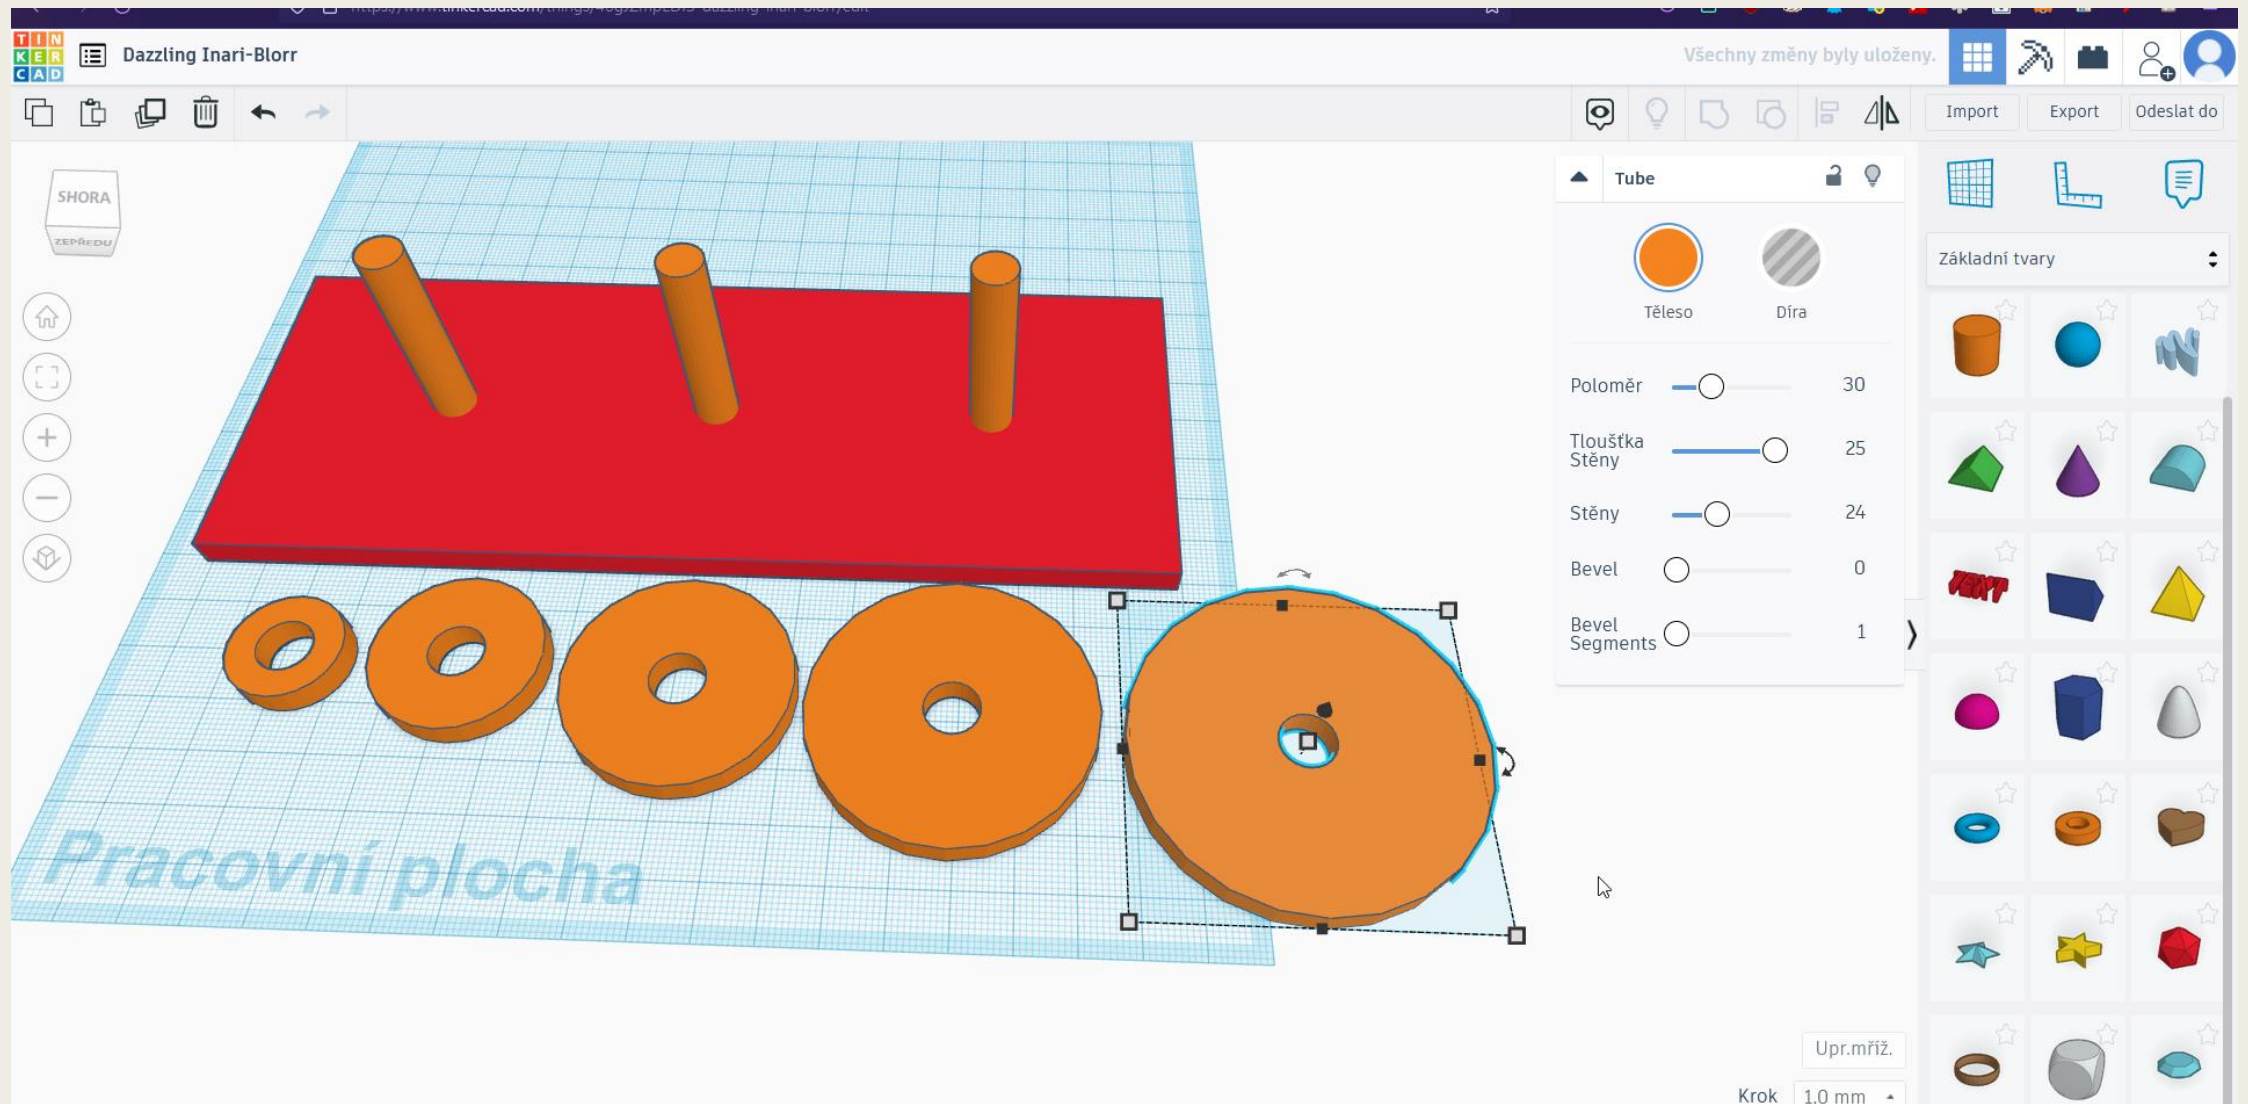 TIN
KER
CAD
Dazzling Inari-Blorr
Všechny změny byly uloženy.
Import
Export
Odeslat do
SHORA
ZEPŘEDU
Tube
Těleso
Díra
Poloměr
30
Tloušťka
Stěny
25
Stěny
24
Bevel
0
Bevel
Segments
1
Základní tvary
TEXT
Pracovní plocha
Upr.mříž.
Krok
1.0 mm